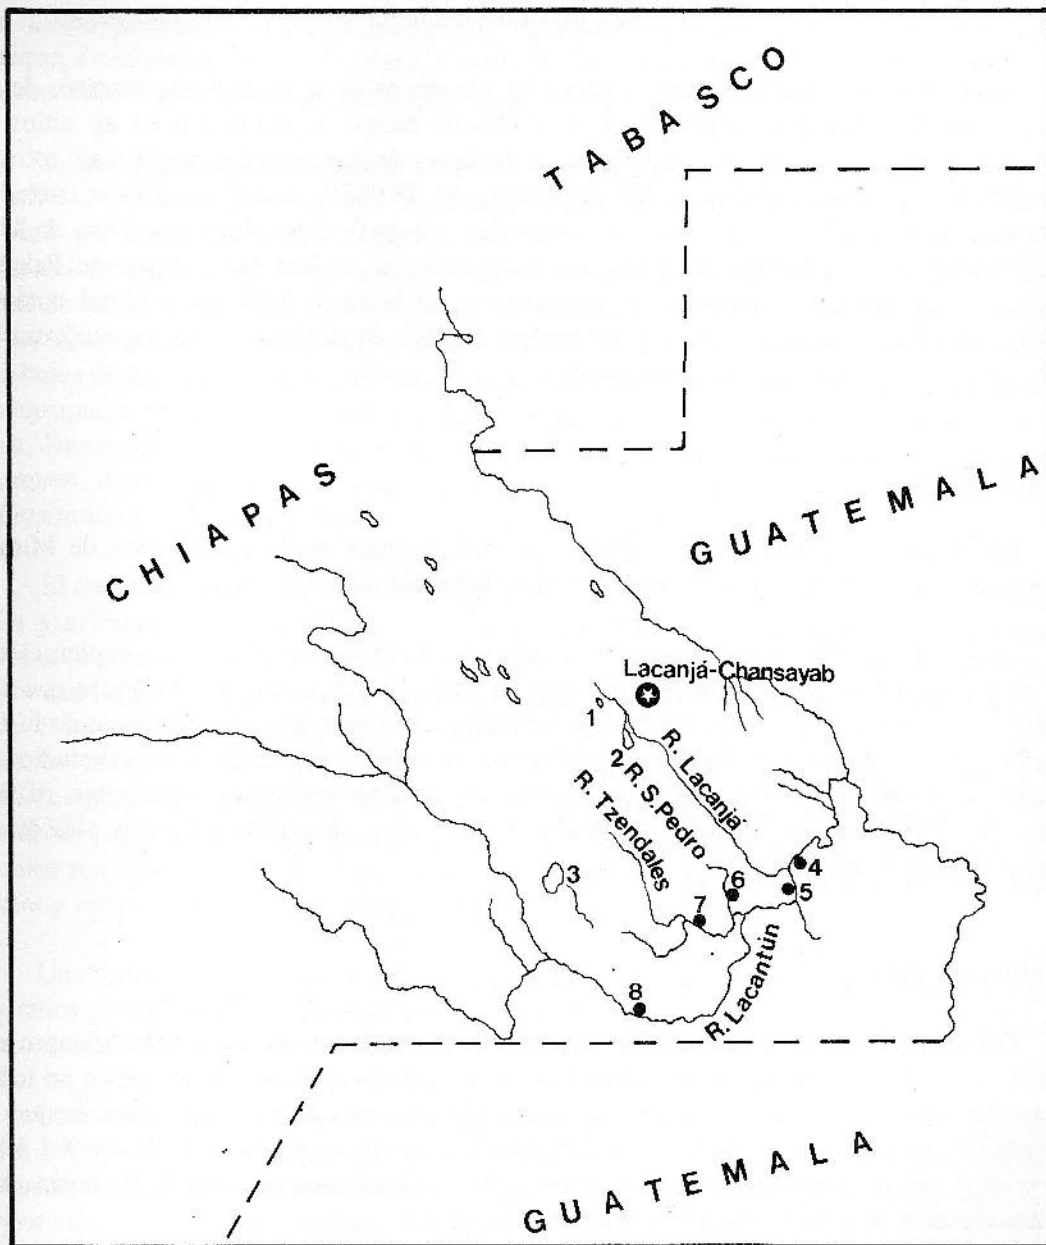 TABASCO
CHIAPAS
GUATEMALA
Lacanjá-Chansayab
1
2
R. Lacanjá
R. S. Pedro
R. Tzendales
3
4
5
6
7
8
R. Lacantún
GUATEMALA